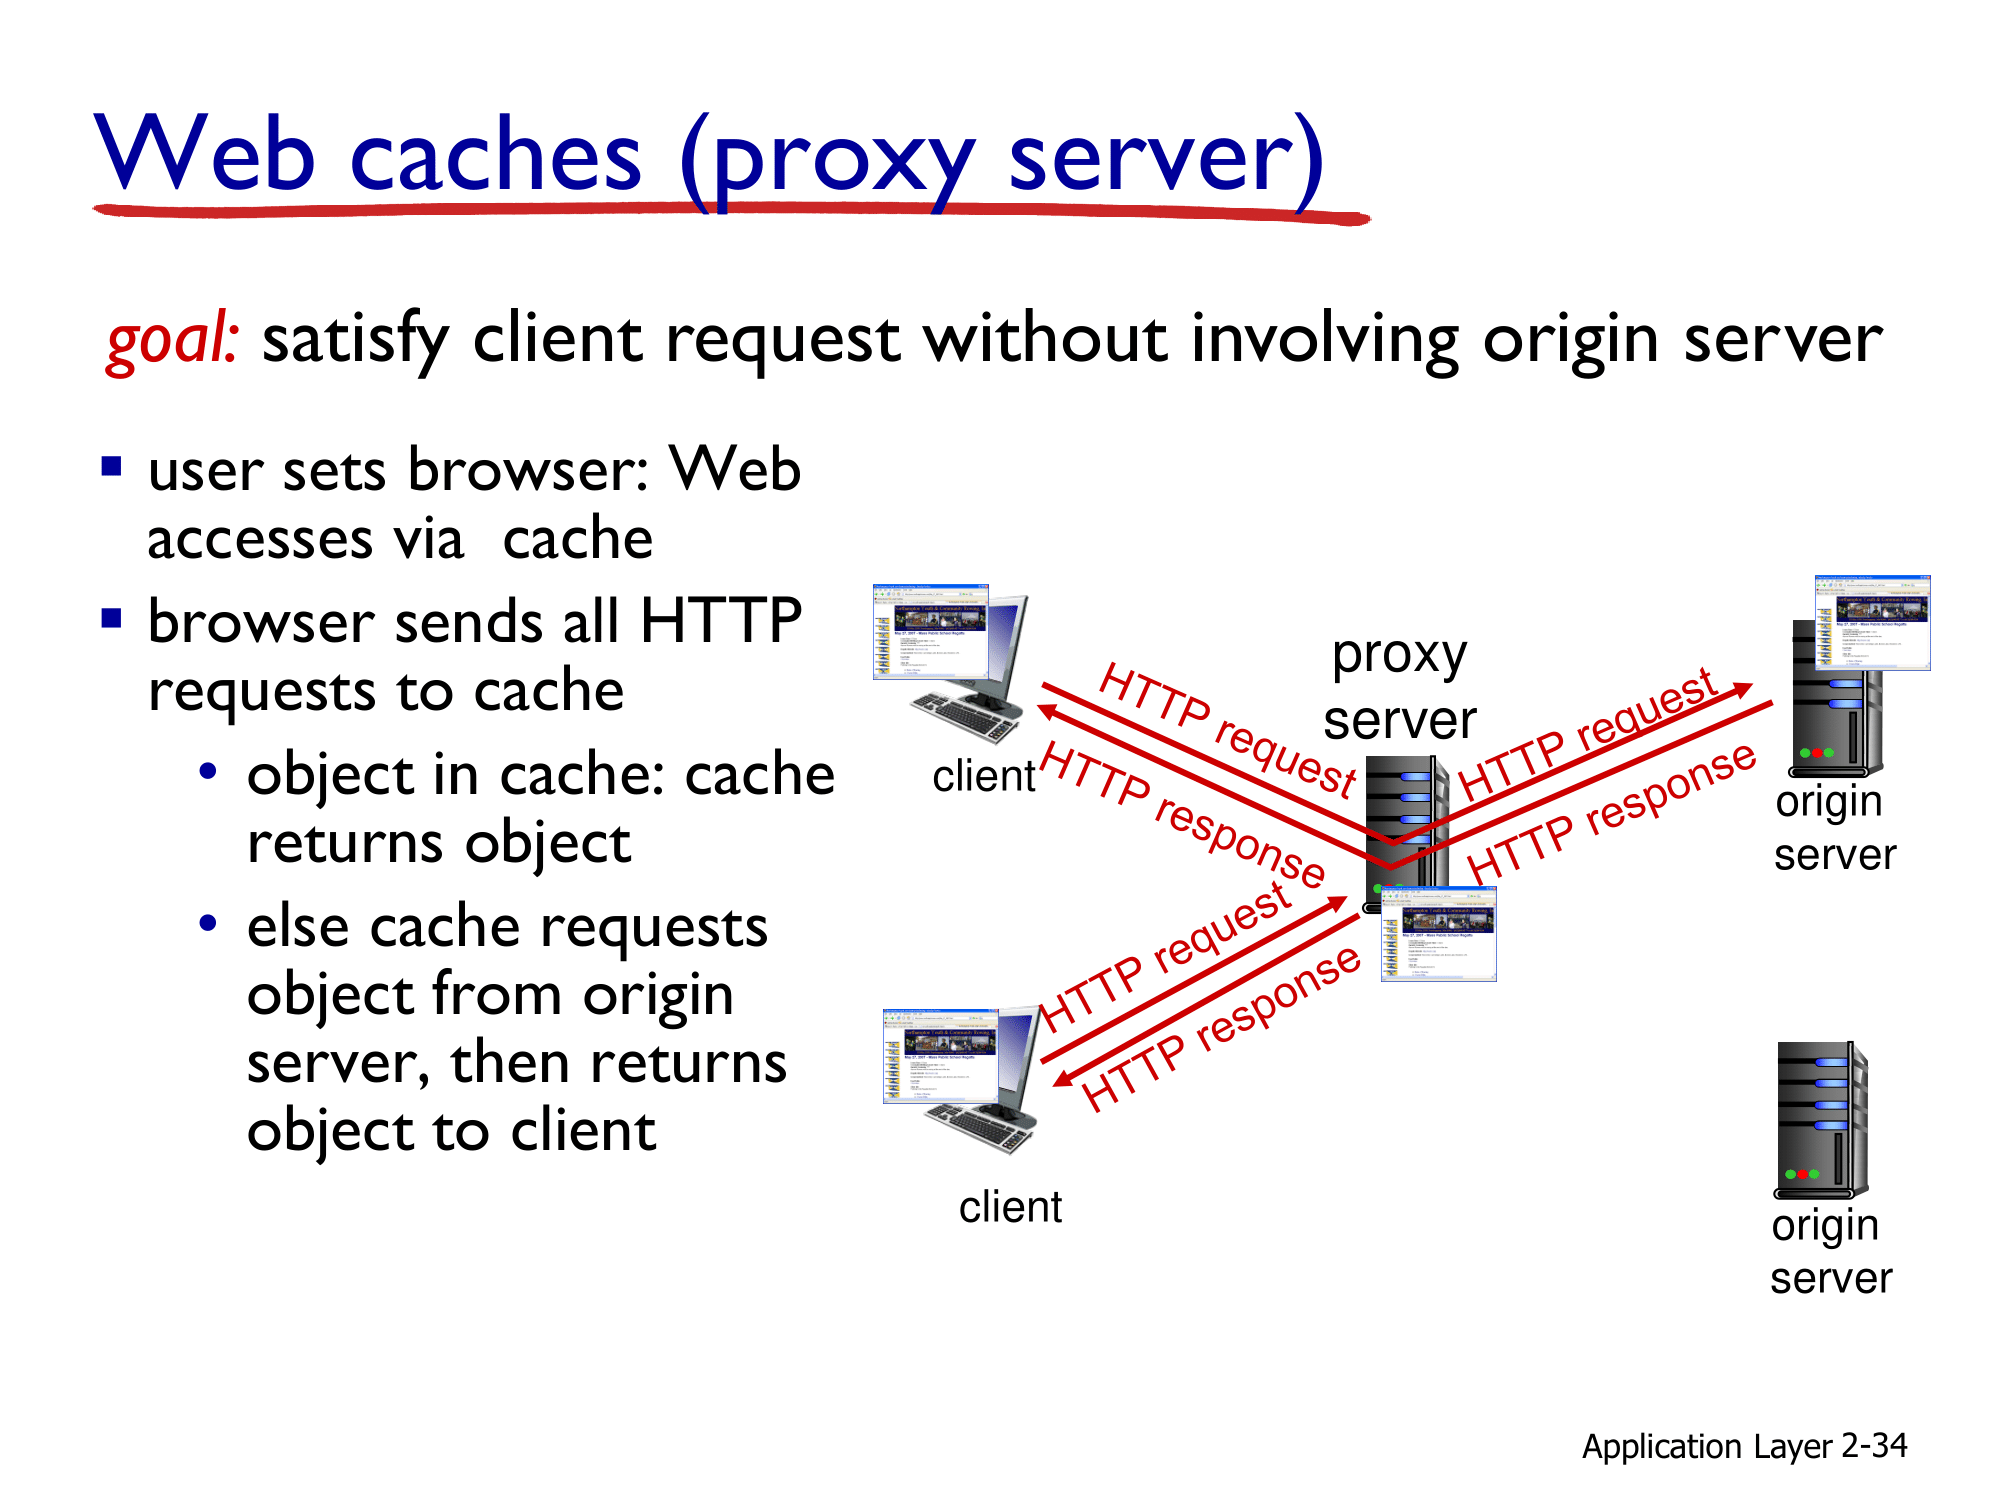 Web caches (proxy server)
goal: satisfy client request without involving origin server
▪ user sets browser: Web
accesses via  cache
▪ browser sends all HTTP
requests to cache
• object in cache: cache
returns object
• else cache requests
object from origin
server, then returns
object to client
proxy
server
HTTP request
HTTP response
HTTP request
HTTP response
HTTP request
HTTP response
client
client
origin
server
origin
server
Application Layer 2-34